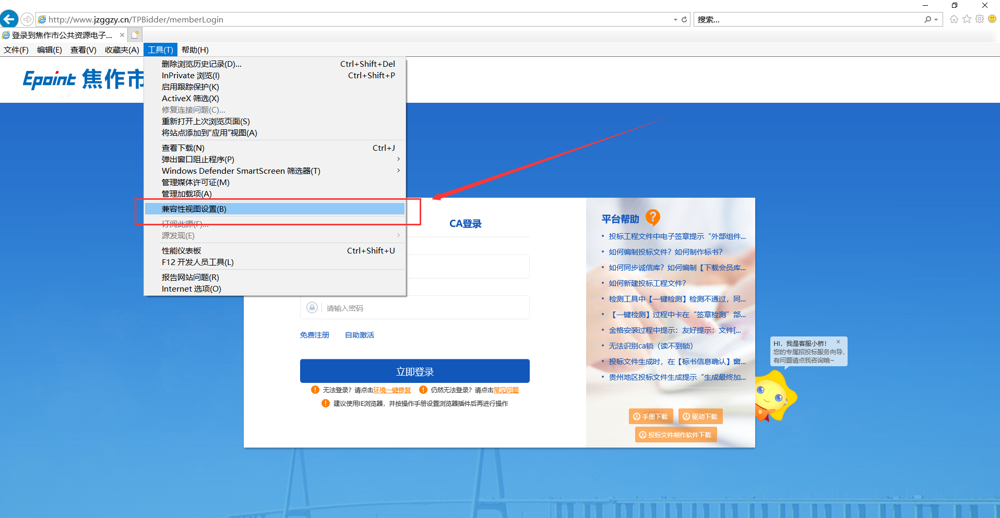 http://www.jzggzy.cn/TPBidder/memberLogin
搜索...
登录到焦作市公共资源电子...
文件(F) 编辑(E) 查看(V) 收藏夹(A) 工具(T) 帮助(H)
Epoint 焦作市
删除浏览历史记录(D)... Ctrl+Shift+Del
InPrivate 浏览(I) Ctrl+Shift+P
启用跟踪保护(K)
ActiveX 筛选(X)
修复连接问题(C)...
重新打开上次浏览页面(S)
将站点添加到“应用”视图(A)
查看下载(N) Ctrl+J
弹出窗口阻止程序(P)
Windows Defender SmartScreen 筛选器(T)
管理媒体许可证(M)
管理加载项(A)
兼容性视图设置(B)
订阅此源(F)...
源发现(E)
性能仪表板 Ctrl+Shift+U
F12 开发人员工具(L)
报告网站问题(R)
Internet 选项(O)
CA登录
请输入密码
免费注册 自助激活
立即登录
无法登录？请点击环境一键修复 仍然无法登录？请点击常见问题
建议使用IE浏览器，并按操作手册设置浏览器插件后再进行操作
平台帮助
投标工程文件中电子签章提示“外部组件...
如何编制投标文件？如何制作标书？
如何同步诚信库？如何编制【下载会员库...
如何新建投标工程文件？
检测工具中【一键检测】检测不通过，同...
【一键检测】过程中卡在“签章检测”部...
金格安装过程中提示：友好提示：文件[...
无法识别ca锁（读不到锁）
投标文件生成时，在【标书信息确认】窗...
贵州地区投标文件生成提示“生成最终加...
手册下载 驱动下载
投标文件制作软件下载
HI，我是客服小桥！
您的专属招投标服务向导，
有问题请点我咨询哦~